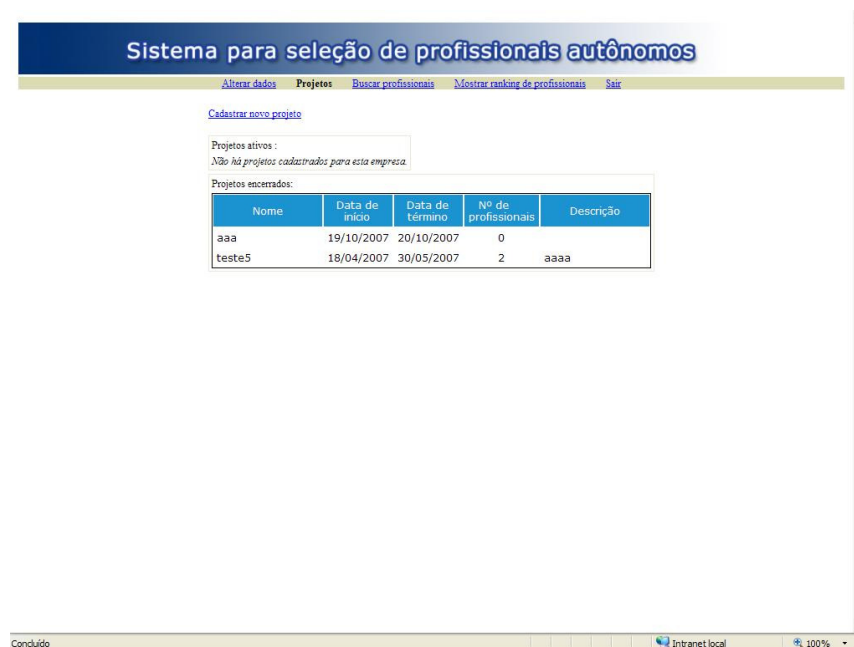 Sistema para seleção de profissionais autônomos
Alterar dados Projetos Buscar profissionais Mostrar ranking de profissionais Sair
Cadastrar novo projeto
Projetos ativos :
Não há projetos cadastrados para esta empresa.
Projetos encerrados:
Nome Data de início Data de término Nº de profissionais Descrição
aaa 19/10/2007 20/10/2007 0
teste5 18/04/2007 30/05/2007 2 aaaa
Concluído Intranet local 100%